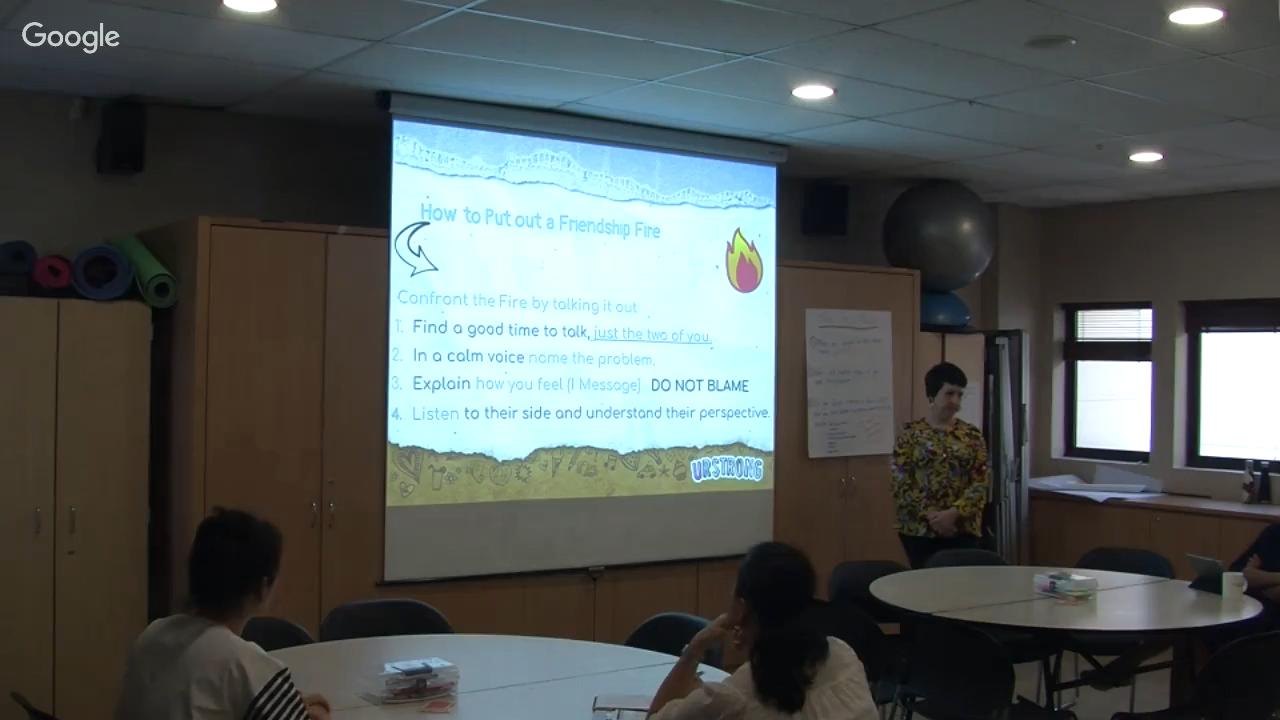 Google
How to Put out a Friendship Fire
Confront the Fire by talking it out
1. Find a good time to talk, just the two of you.
2. In a calm voice name the problem.
3. Explain how you feel (I Message) DO NOT BLAME
4. Listen to their side and understand their perspective.
URSTRONG